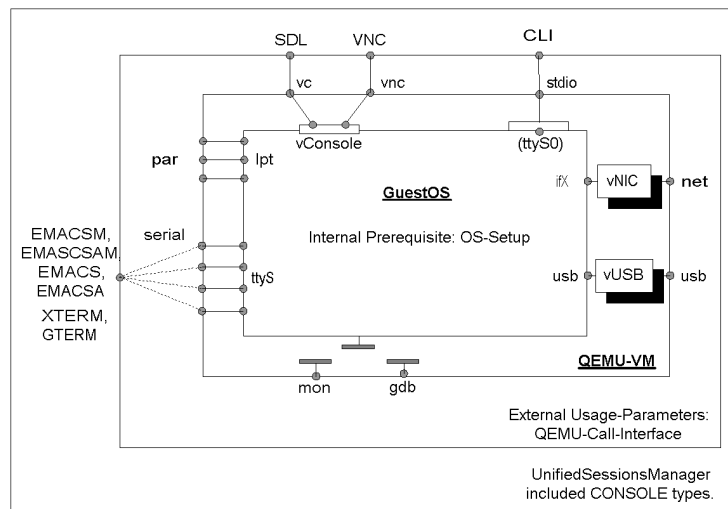 SDL
VNC
CLI
vc
vnc
stdio
vConsole
(ttyS0)
par
lpt
ifX
vNIC
net
GuestOS
Internal Prerequisite: OS-Setup
EMACSM,
EMASCSAM,
EMACS,
EMACSA
XTERM,
GTERM
serial
ttyS
usb
vUSB
usb
QEMU-VM
mon
gdb
External Usage-Parameters:
QEMU-Call-Interface
UnifiedSessionsManager
included CONSOLE types.